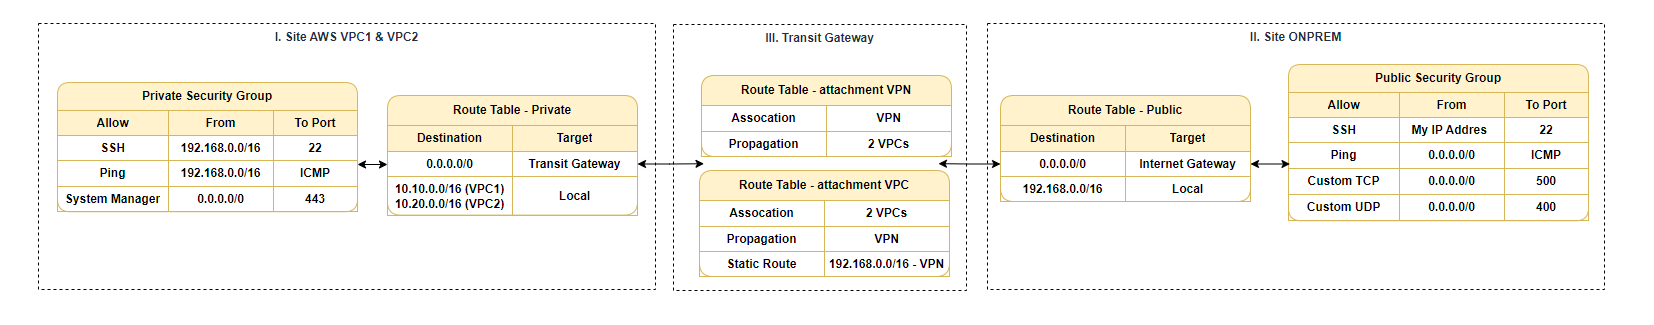 I. Site AWS VPC1 & VPC2
Private Security Group
Allow From To Port
SSH 192.168.0.0/16 22
Ping 192.168.0.0/16 ICMP
System Manager 0.0.0.0/0 443
Route Table - Private
Destination Target
0.0.0.0/0 Transit Gateway
10.10.0.0/16 (VPC1)
10.20.0.0/16 (VPC2)
Local
III. Transit Gateway
Route Table - attachment VPN
Assocation VPN
Propagation 2 VPCs
Route Table - attachment VPC
Assocation 2 VPCs
Propagation VPN
Static Route 192.168.0.0/16 - VPN
II. Site ONPREM
Route Table - Public
Destination Target
0.0.0.0/0 Internet Gateway
192.168.0.0/16 Local
Public Security Group
Allow From To Port
SSH My IP Addres 22
Ping 0.0.0.0/0 ICMP
Custom TCP 0.0.0.0/0 500
Custom UDP 0.0.0.0/0 400